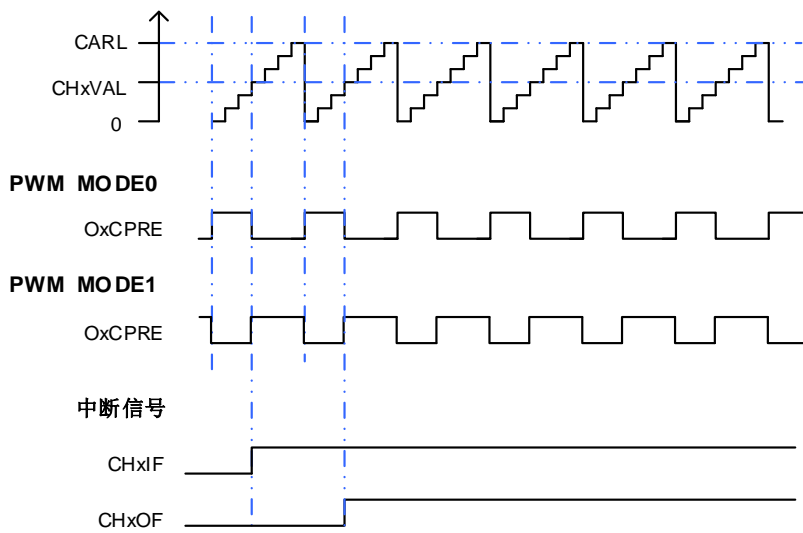 CARL
CHxVAL
0
PWM MODE0
OxCPRE
PWM MODE1
OxCPRE
中断信号
CHxIF
CHxOF